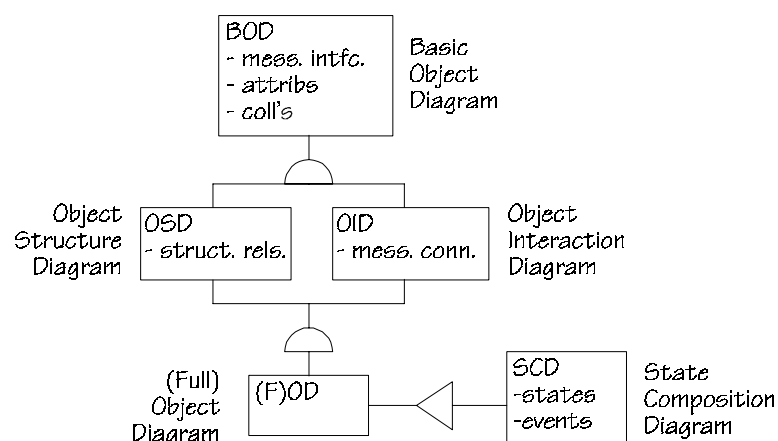 BOD
- mess. intfc.
- attribs
- coll's
Basic
Object
Diagram
Object
Structure
Diagram
OSD
- struct. rels.
OID
- mess. conn.
Object
Interaction
Diagram
(Full)
Object
Diagram
(F)OD
SCD
-states
-events
State
Composition
Diagram